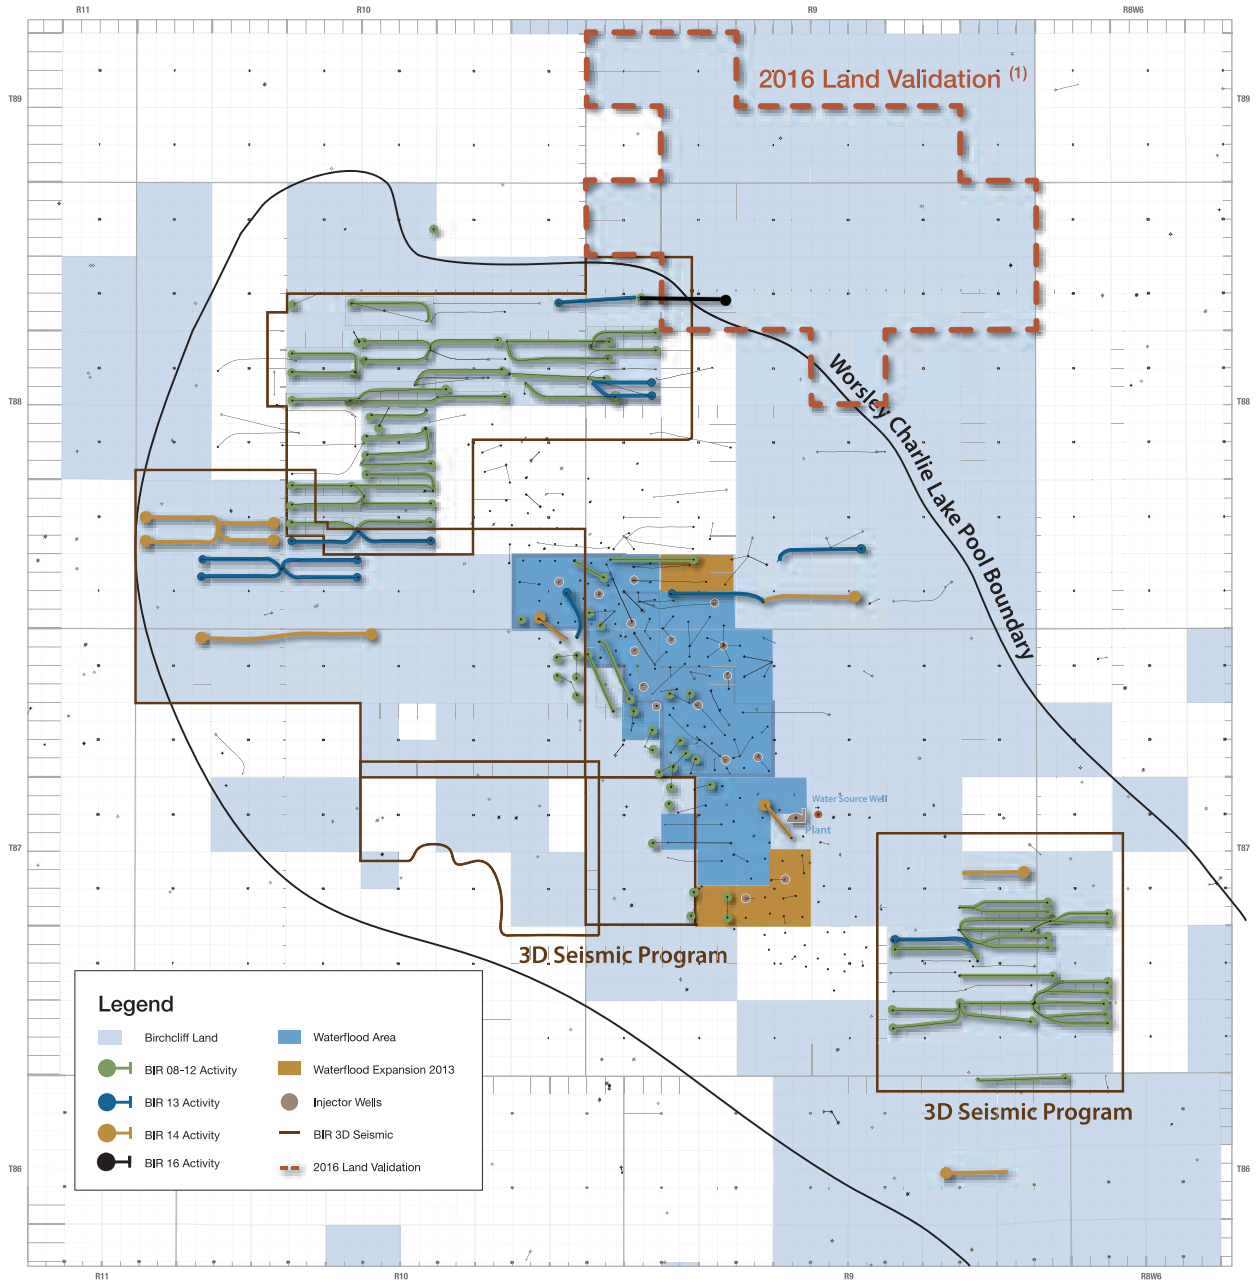 R11 R10 R9 R8W6
2016 Land Validation (1)
T89 T89
T88 T88
Worsley Charlie Lake Pool Boundary
Water Source Well
Plant
T87 T87
3D Seismic Program
3D Seismic Program
Legend
Birchcliff Land
BIR 08-12 Activity
BIR 13 Activity
BIR 14 Activity
BIR 16 Activity
Waterflood Area
Waterflood Expansion 2013
Injector Wells
BIR 3D Seismic
2016 Land Validation
T86 T86
R11 R10 R9 R8W6